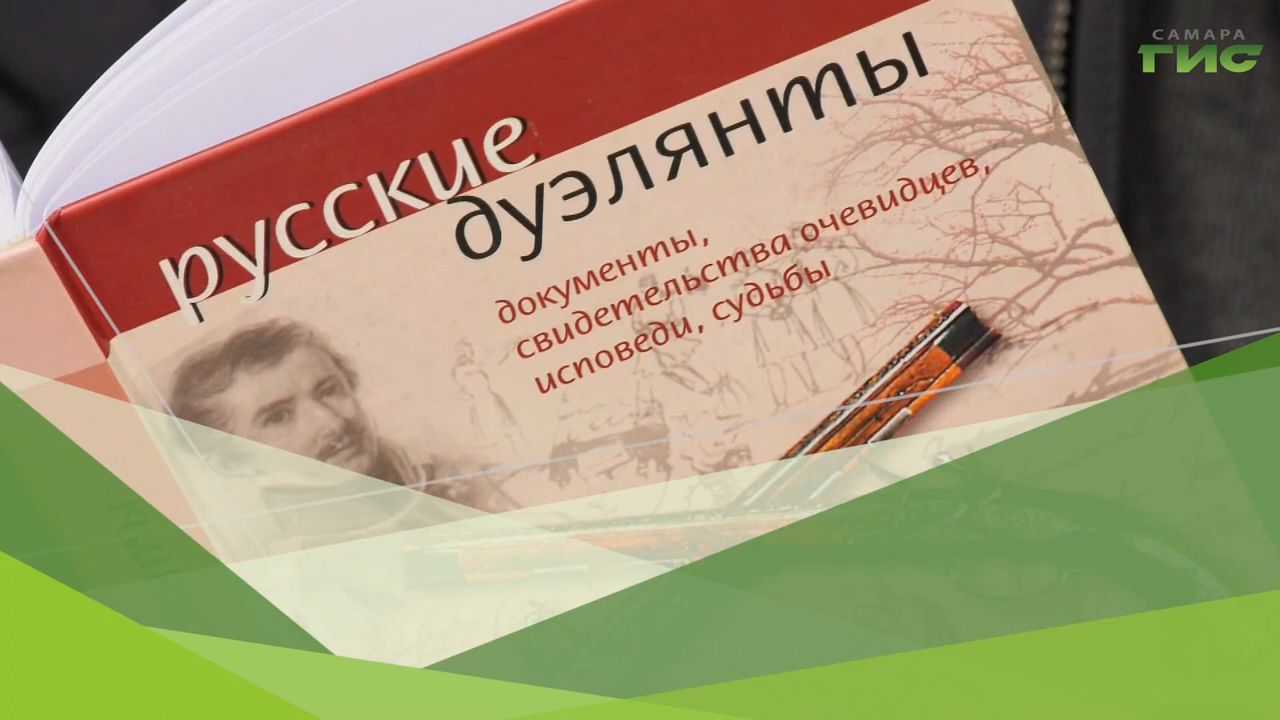 САМАРА
ГИС
русские
дуэлянты
документы,
свидетельства очевидцев,
исповеди, судьбы